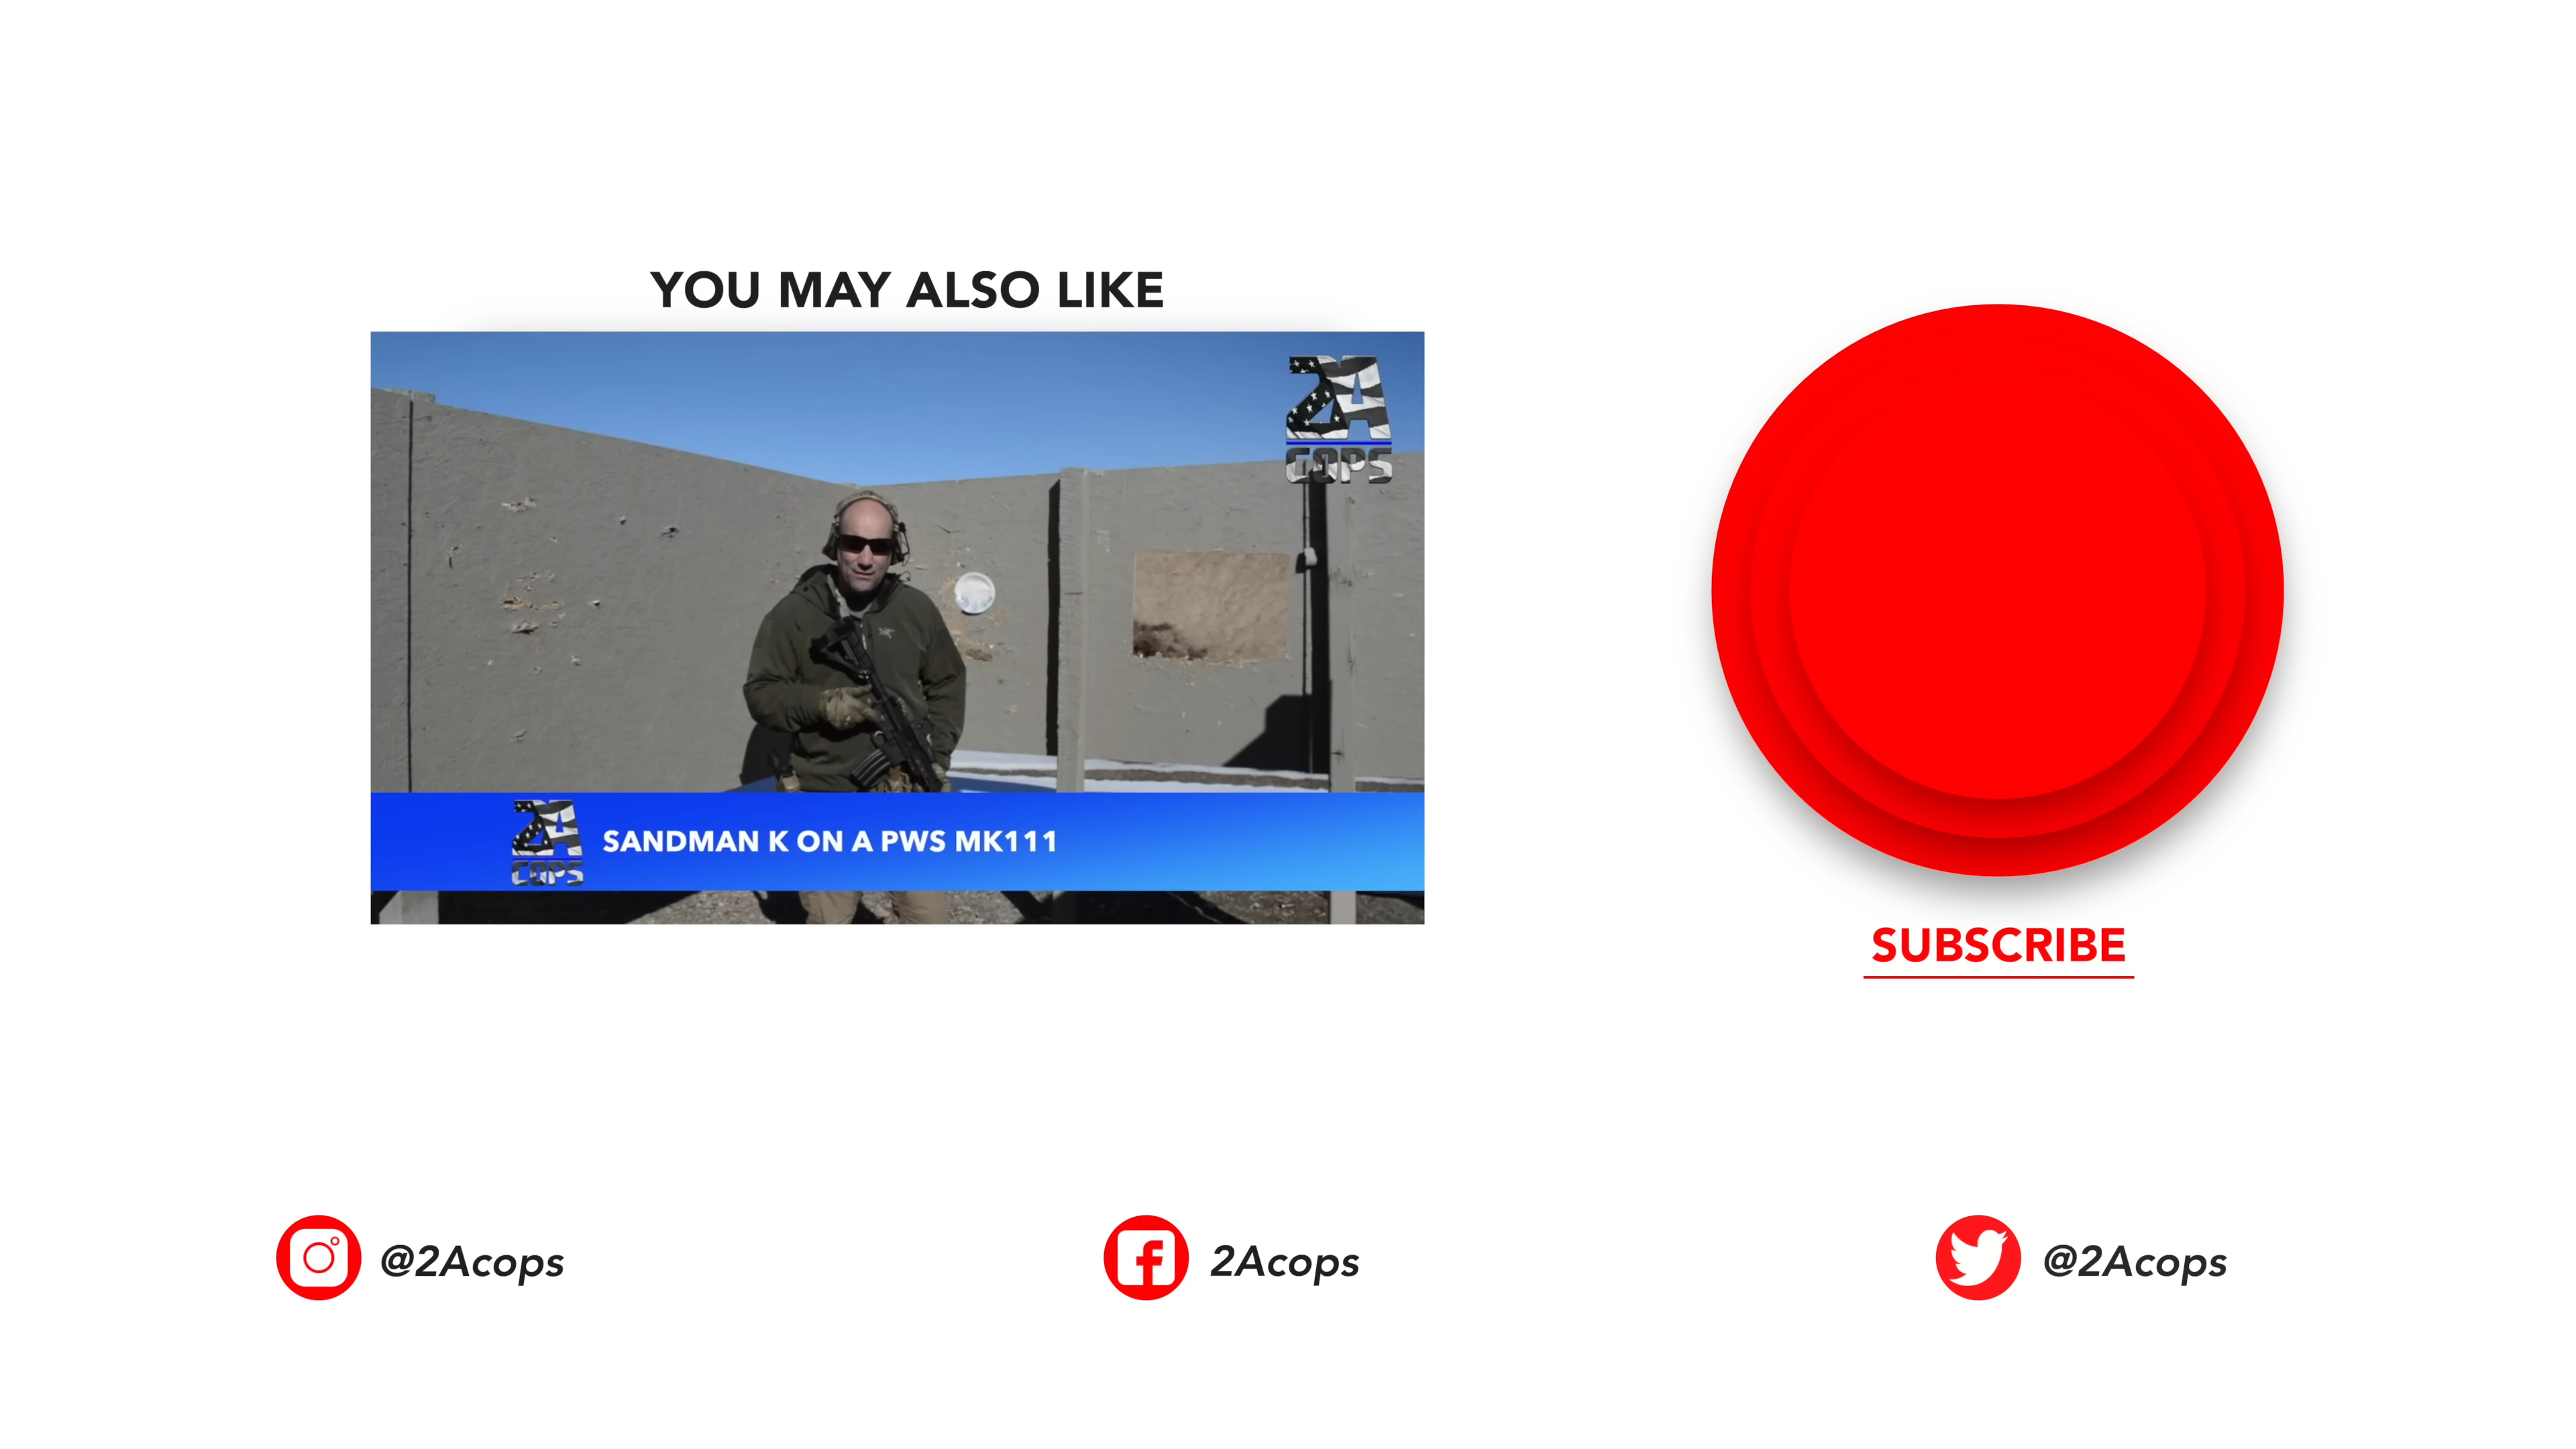 YOU MAY ALSO LIKE
2A
COPS
2A
COPS
SANDMAN K ON A PWS MK111
SUBSCRIBE
@2Acops
2Acops
@2Acops